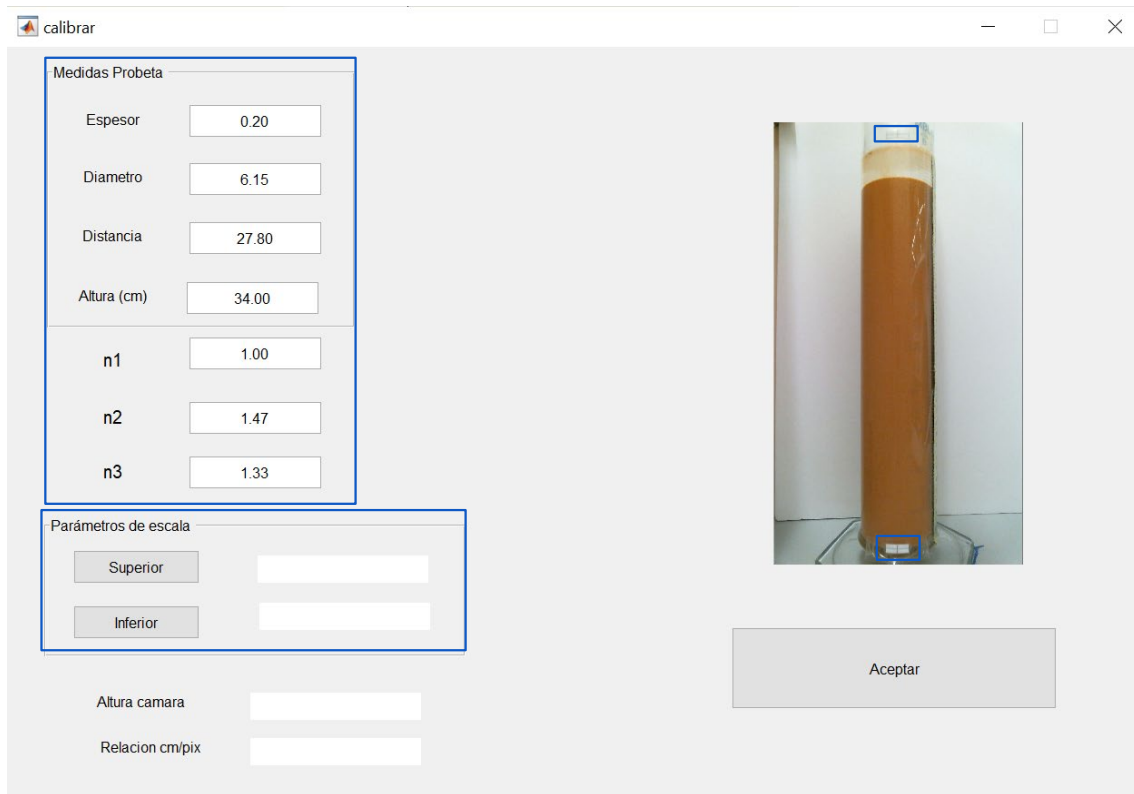 calibrar
Medidas Probeta
Espesor 0.20
Diametro 6.15
Distancia 27.80
Altura (cm) 34.00
n1 1.00
n2 1.47
n3 1.33
Parámetros de escala
Superior
Inferior
Altura camara
Relacion cm/pix
Aceptar